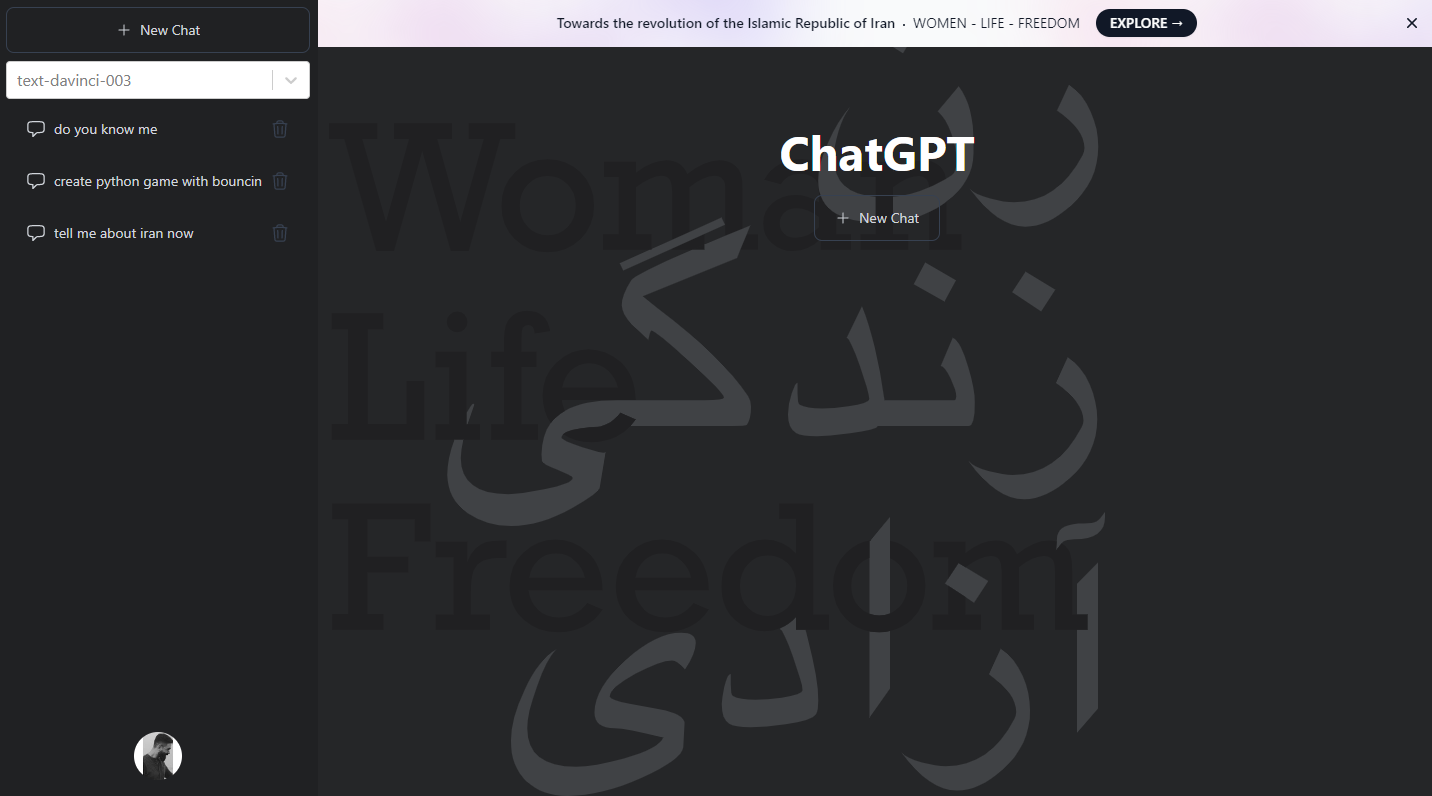 New Chat
text-davinci-003
do you know me
create python game with bouncin
tell me about iran now
Towards the revolution of the Islamic Republic of Iran · WOMEN - LIFE - FREEDOM
EXPLORE →
Woman
ChatGPT
New Chat
Life
زندگی
Freedom
آزادی